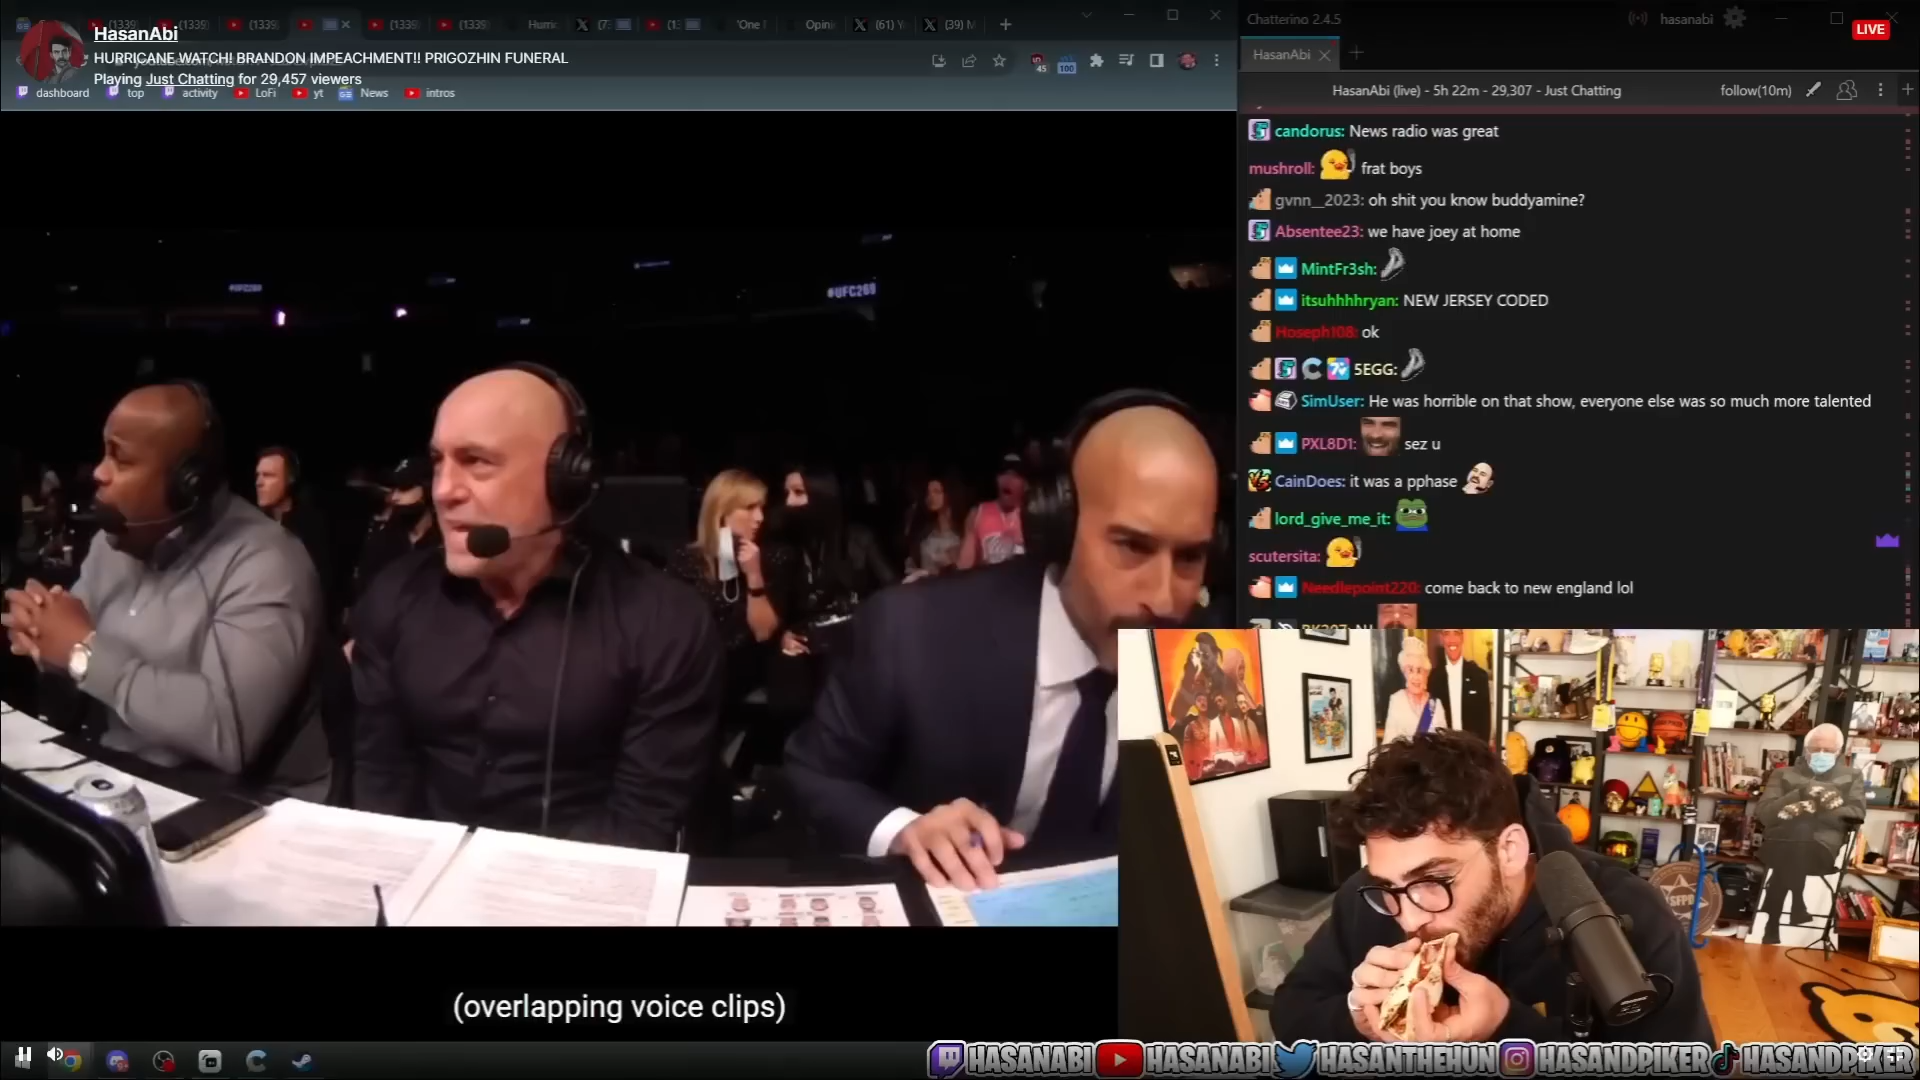 HasanAbi
HURRICANE WATCH! BRANDON IMPEACHMENT!! PRIGOZHIN FUNERAL
Playing Just Chatting for 29,457 viewers
dashboard
top
activity
LoFi
yt
News
intros
45
100
Chatterino 2.4.5
hasanabi
LIVE
HasanAbi
HasanAbi (live) - 5h 22m - 29,307 - Just Chatting
follow(10m)
candorus: News radio was great
mushroll: frat boys
gvnn__2023: oh shit you know buddyamine?
Absentee23: we have joey at home
MintFr3sh:
itsuhhhhryan: NEW JERSEY CODED
Hoseph108: ok
5EGG:
SimUser: He was horrible on that show, everyone else was so much more talented
PXL8D1: sez u
CainDoes: it was a pphase
lord_give_me_it:
scutersita:
Needlepoint220: come back to new england lol
#UFC269
(overlapping voice clips)
HASANABI
HASANABI
HASANTHEHUN
HASANDPIKER
HASANDPIKER